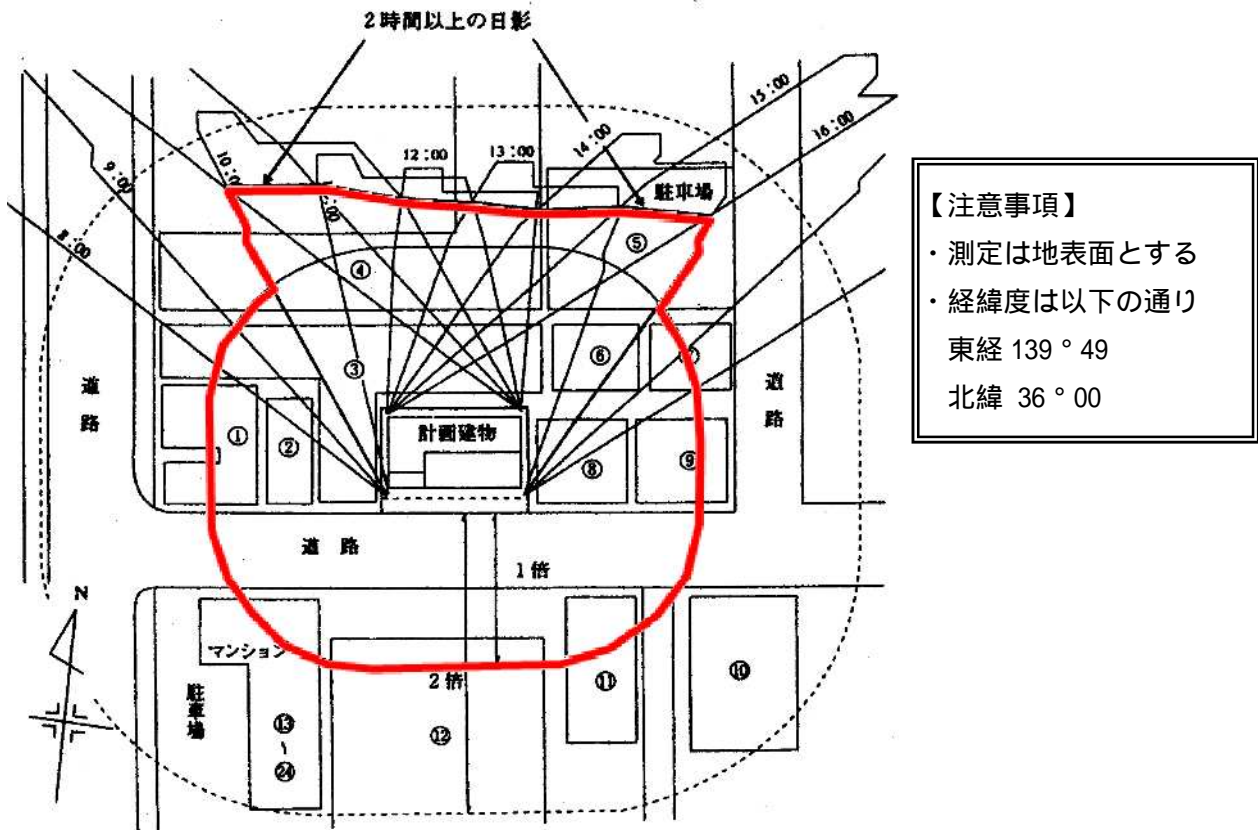 2時間以上の日影
15:00
16:00
14:00
13:00
12:00
9:00
8:00
駐車場
⑤
④
③
⑥
⑦
道路
道路
計画建物
①
②
⑧
⑨
道路
1倍
N
マンション
2倍
駐車場
⑪
⑩
⑫
⑬
~
㉔
【注意事項】
・測定は地表面とする
・経緯度は以下の通り
東経 139 ° 49
北緯 36 ° 00